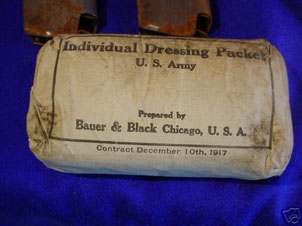 Individual Dressing Packet
U. S. Army
Prepared by
Bauer & Black Chicago, U. S. A.
Contract December 10th, 1917